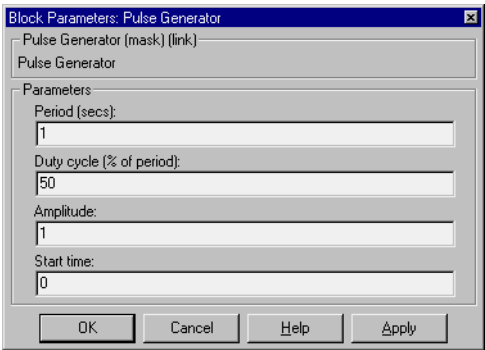 Block Parameters: Pulse Generator
Pulse Generator (mask) (link)
Pulse Generator
Parameters
Period (secs):
1
Duty cycle (% of period):
50
Amplitude:
1
Start time:
0
OK Cancel Help Apply